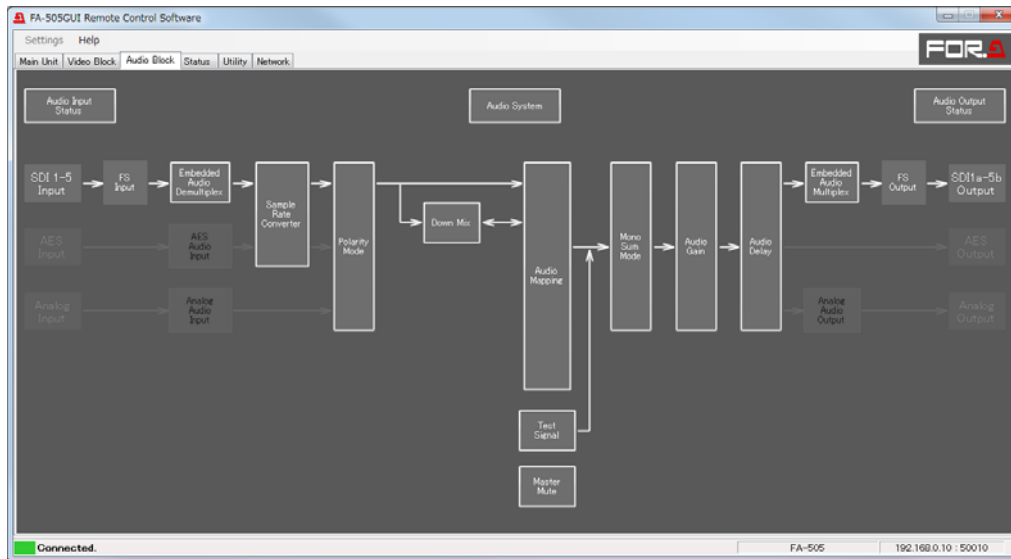 FA-505GUI Remote Control Software
Settings Help
FOR.A
Main Unit Video Block Audio Block Status Utility Network
Audio Input
Status
Audio System
Audio Output
Status
SDI 1-5
Input
FS
Input
Embedded
Audio
Demultiplex
Sample
Rate
Converter
Polarity
Mode
Down Mix
Audio
Mapping
Mono
Sum
Mode
Audio
Gain
Audio
Delay
Embedded
Audio
Multiplex
FS
Output
SDI1a-5b
Output
AES
Input
AES
Audio
Input
AES
Output
Analog
Input
Analog
Audio
Input
Analog
Audio
Output
Analog
Output
Test
Signal
Master
Mute
Connected.
FA-505
192.168.0.10 : 50010